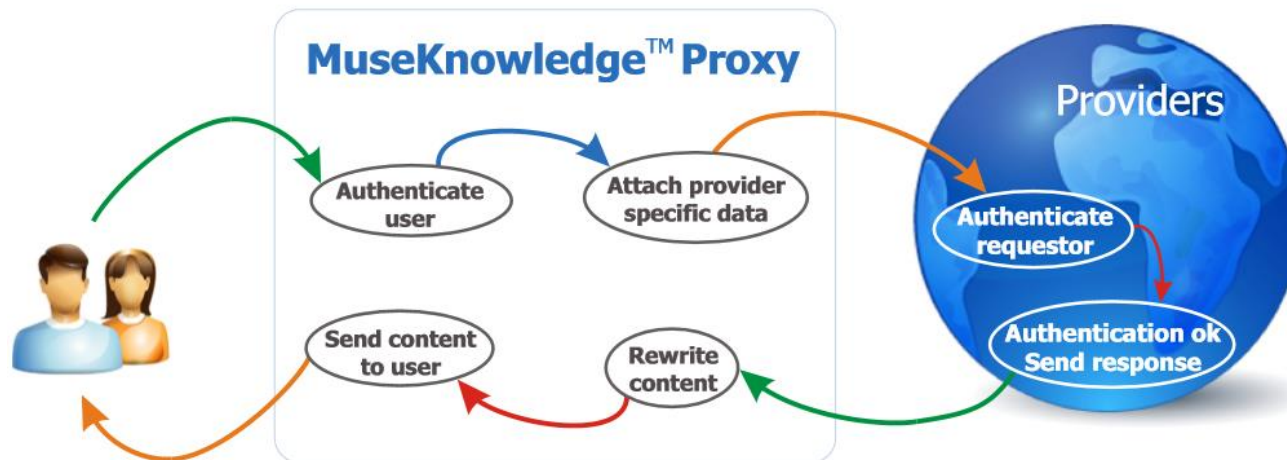 MuseKnowledge™ Proxy
Providers
Authenticate
user
Attach provider
specific data
Authenticate
requestor
Authentication ok
Send response
Rewrite
content
Send content
to user